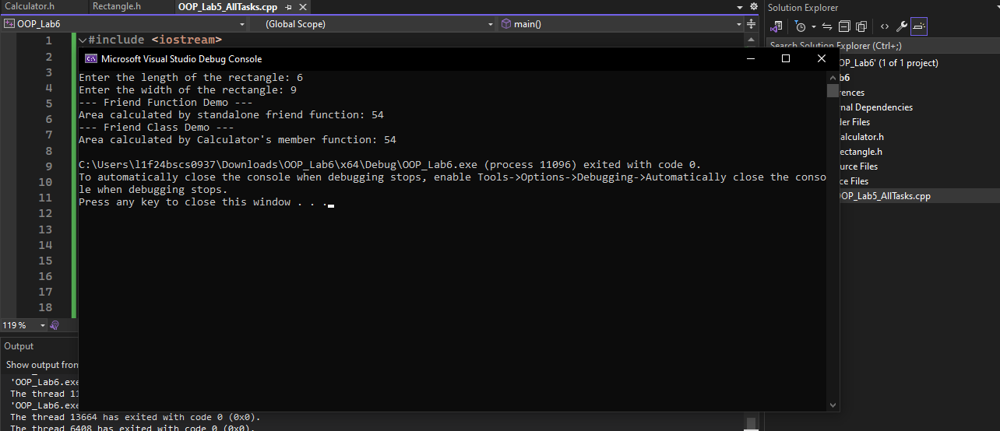 Calculator.h Rectangle.h OOP_Lab5_AllTasks.cpp
OOP_Lab6 (Global Scope) main()
1 #include <iostream>
2
3
4
5
6
7
8
9
10
11
12
13
14
15
16
17
18
119 %
Microsoft Visual Studio Debug Console
Enter the length of the rectangle: 6
Enter the width of the rectangle: 9
--- Friend Function Demo ---
Area calculated by standalone friend function: 54
--- Friend Class Demo ---
Area calculated by Calculator's member function: 54
C:\Users\l1f24bscs0937\Downloads\OOP_Lab6\x64\Debug\OOP_Lab6.exe (process 11096) exited with code 0.
To automatically close the console when debugging stops, enable Tools->Options->Debugging->Automatically close the conso
le when debugging stops.
Press any key to close this window . . .
Output
Show output from
'OOP_Lab6.exe
The thread 11
'OOP_Lab6.exe
The thread 13664 has exited with code 0 (0x0).
The thread 6408 has exited with code 0 (0x0).
Solution Explorer
Search Solution Explorer (Ctrl+;)
OP_Lab6' (1 of 1 project)
b6
rences
nal Dependencies
der Files
alculator.h
ectangle.h
urce Files
ce Files
OOP_Lab5_AllTasks.cpp